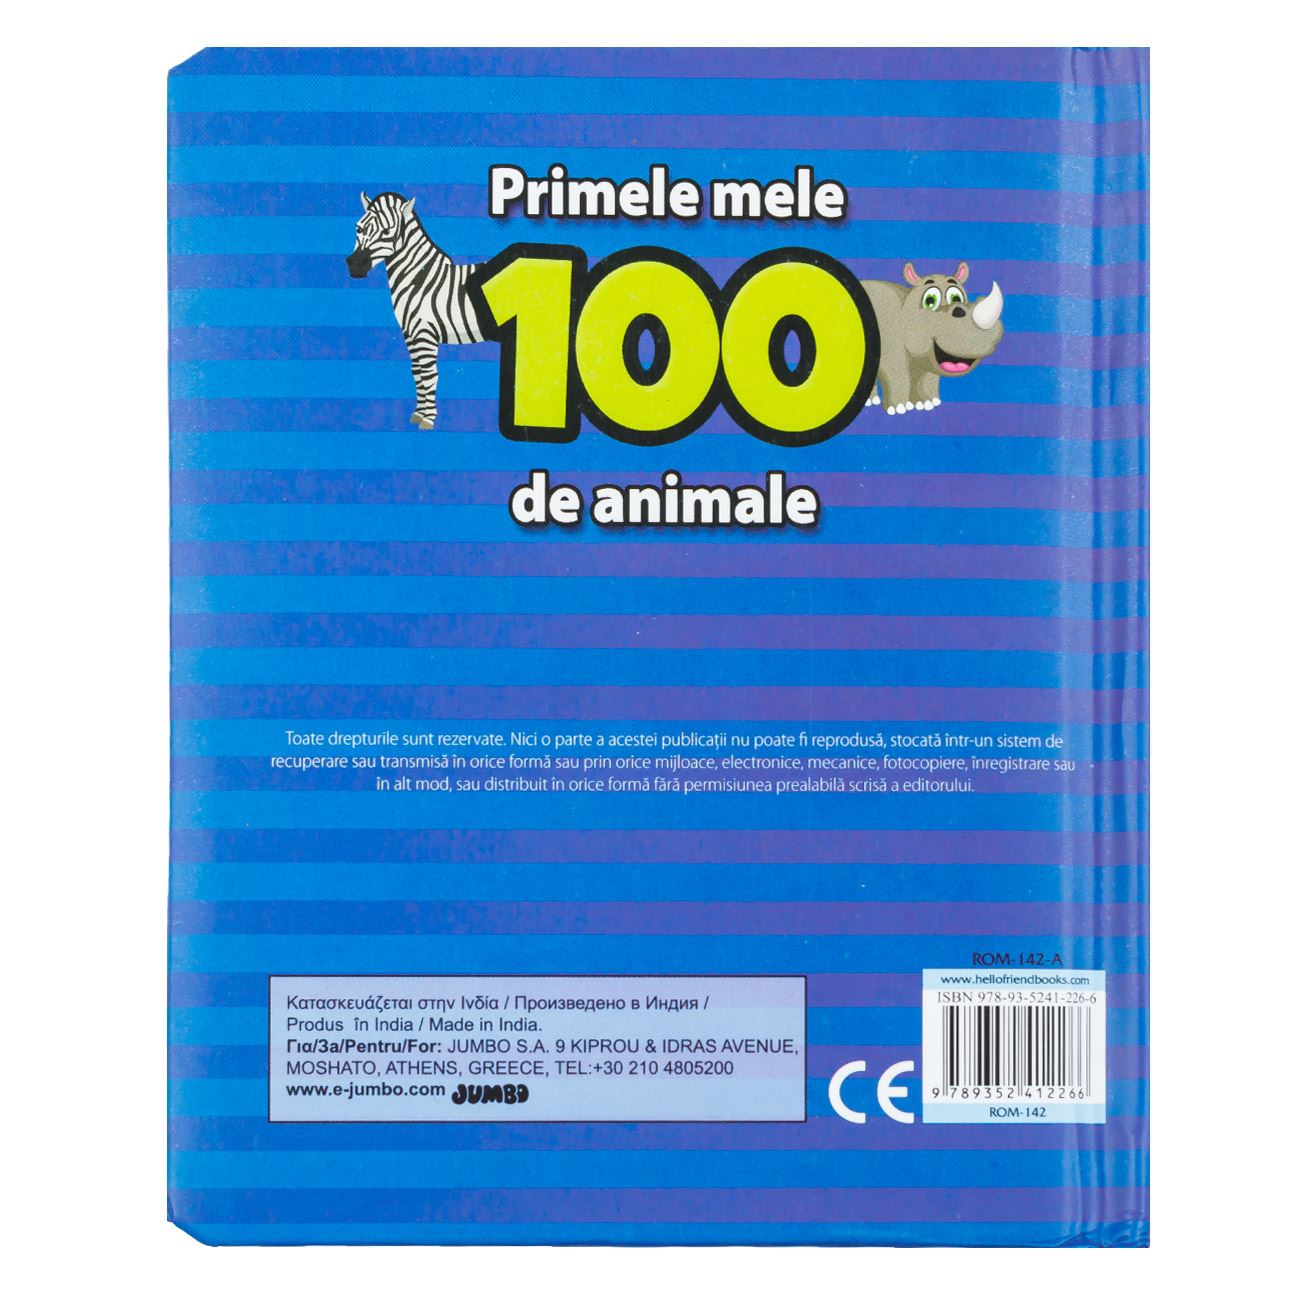 Primele mele
100
de animale
Toate drepturile sunt rezervate. Nici o parte a acestei publicații nu poate fi reprodusă, stocată într-un sistem de
recuperare sau transmisă în orice formă sau prin orice mijloace, electronice, mecanice, fotocopiere, înregistrare sau
în alt mod, sau distribuit în orice formă fără permisiunea prealabilă scrisă a editorului.
Κατασκευάζεται στην Ινδία / Произведено в Индия /
Produs în India / Made in India.
Για/За/Pentru/For: JUMBO S.A. 9 KIPROU & IDRAS AVENUE,
MOSHATO, ATHENS, GREECE, TEL:+30 210 4805200
www.e-jumbo.com JUMBO
CE
ROM-142-A
www.hellofriendbooks.com
ISBN 978-93-5241-226-6
9 789352 412266
ROM-142